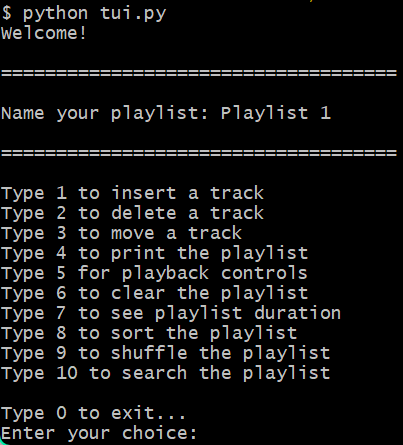 $ python tui.py
Welcome!
====================================
Name your playlist: Playlist 1
====================================
Type 1 to insert a track
Type 2 to delete a track
Type 3 to move a track
Type 4 to print the playlist
Type 5 for playback controls
Type 6 to clear the playlist
Type 7 to see playlist duration
Type 8 to sort the playlist
Type 9 to shuffle the playlist
Type 10 to search the playlist
Type 0 to exit...
Enter your choice: